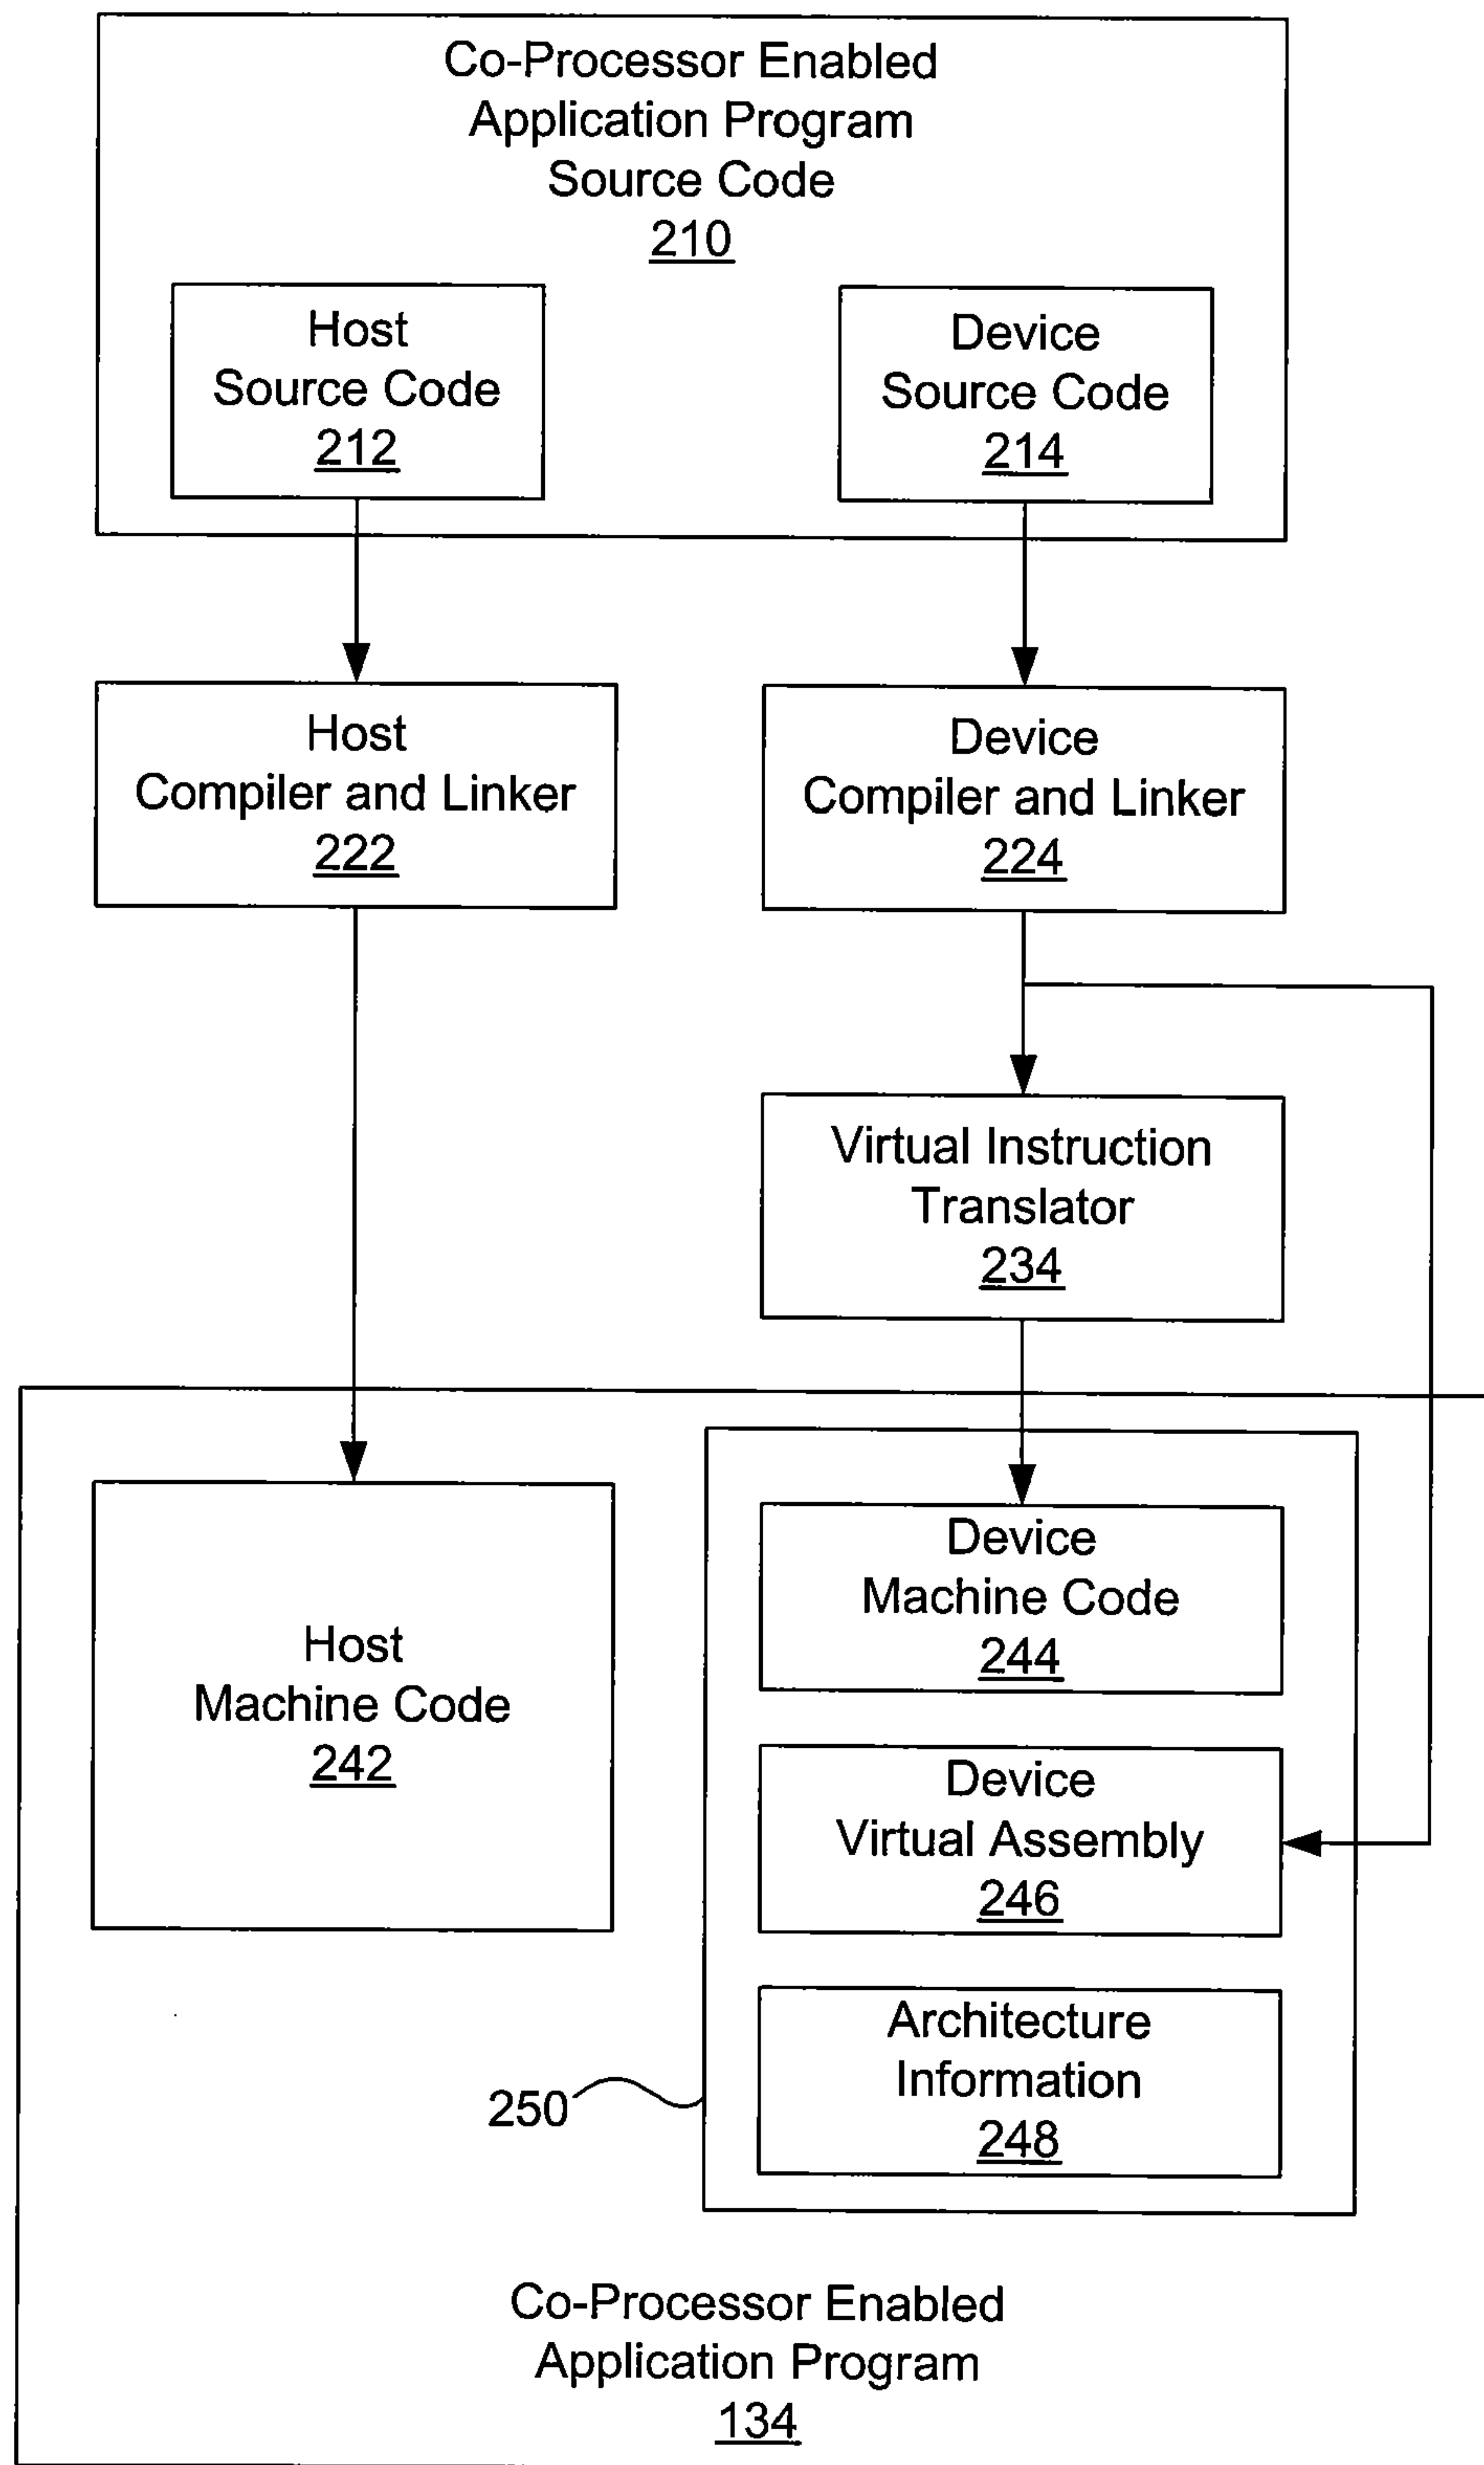 Co-Processor Enabled
Application Program
Source Code
210
Host
Source Code
212
Device
Source Code
214
Host
Compiler and Linker
222
Device
Compiler and Linker
224
Virtual Instruction
Translator
234
Host
Machine Code
242
Device
Machine Code
244
Device
Virtual Assembly
246
Architecture
Information
248
250
Co-Processor Enabled
Application Program
134